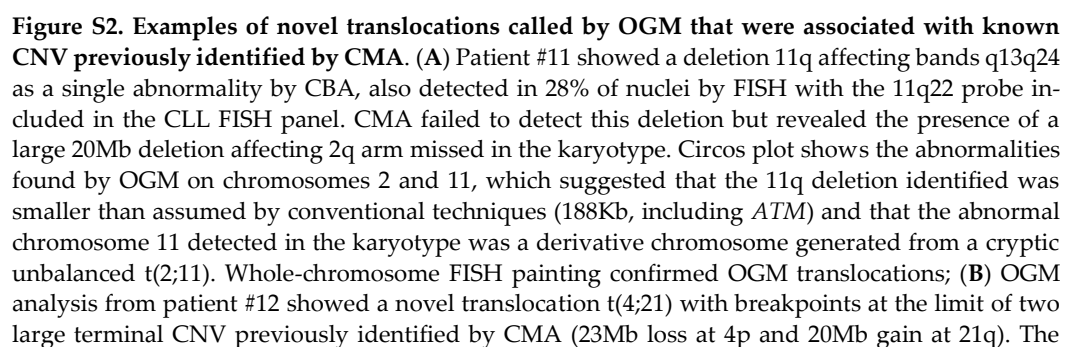 Figure S2. Examples of novel translocations called by OGM that were associated with known
CNV previously identified by CMA. (A) Patient #11 showed a deletion 11q affecting bands q13q24
as a single abnormality by CBA, also detected in 28% of nuclei by FISH with the 11q22 probe in-
cluded in the CLL FISH panel. CMA failed to detect this deletion but revealed the presence of a
large 20Mb deletion affecting 2q arm missed in the karyotype. Circos plot shows the abnormalities
found by OGM on chromosomes 2 and 11, which suggested that the 11q deletion identified was
smaller than assumed by conventional techniques (188Kb, including ATM) and that the abnormal
chromosome 11 detected in the karyotype was a derivative chromosome generated from a cryptic
unbalanced t(2;11). Whole-chromosome FISH painting confirmed OGM translocations; (B) OGM
analysis from patient #12 showed a novel translocation t(4;21) with breakpoints at the limit of two
large terminal CNV previously identified by CMA (23Mb loss at 4p and 20Mb gain at 21q). The